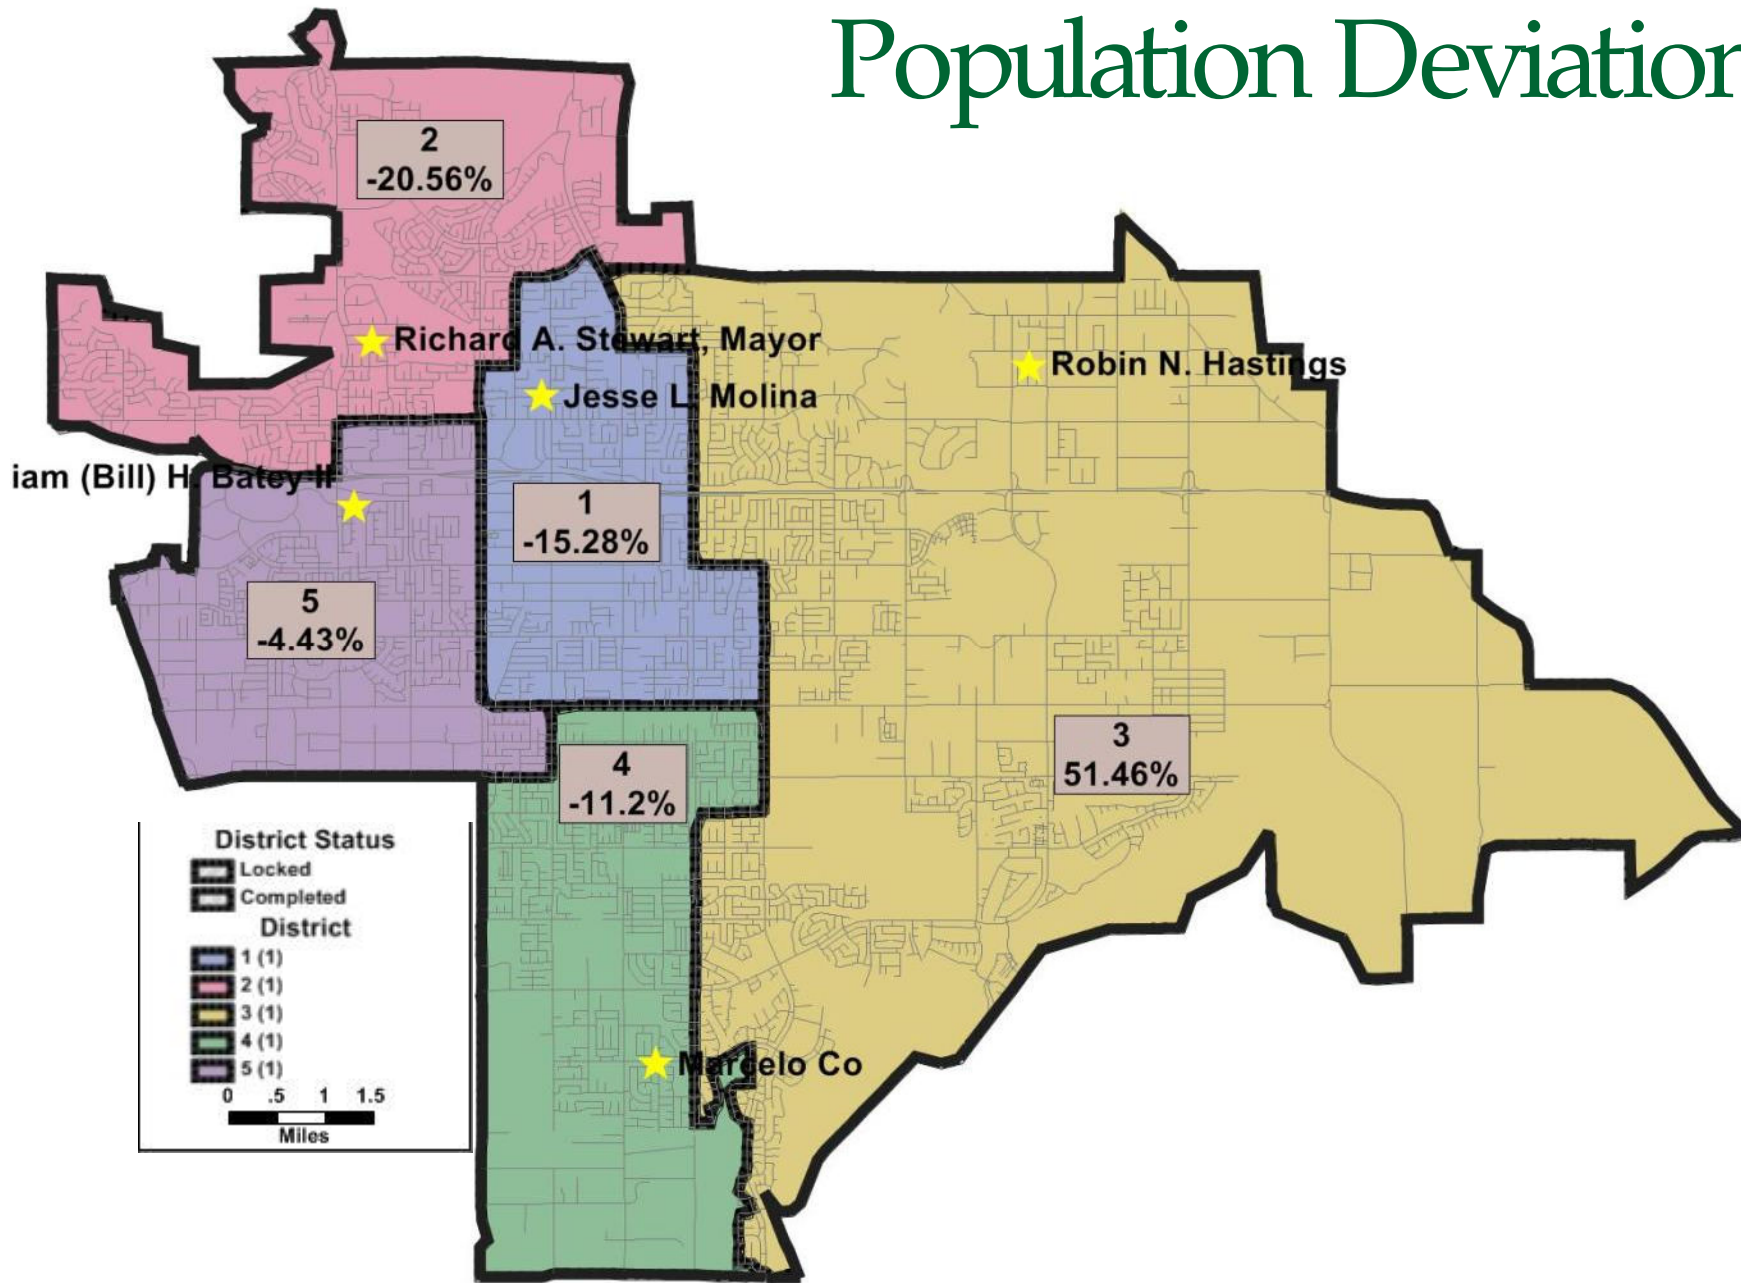 Population Deviation
2
-20.56%
Richard A. Stewart, Mayor
Robin N. Hastings
Jesse L. Molina
iam (Bill) H. Batey II
1
-15.28%
5
-4.43%
3
51.46%
4
-11.2%
District Status
Locked
Completed
District
1 (1)
2 (1)
3 (1)
4 (1)
5 (1)
0 .5 1 1.5
Miles
Marcelo Co